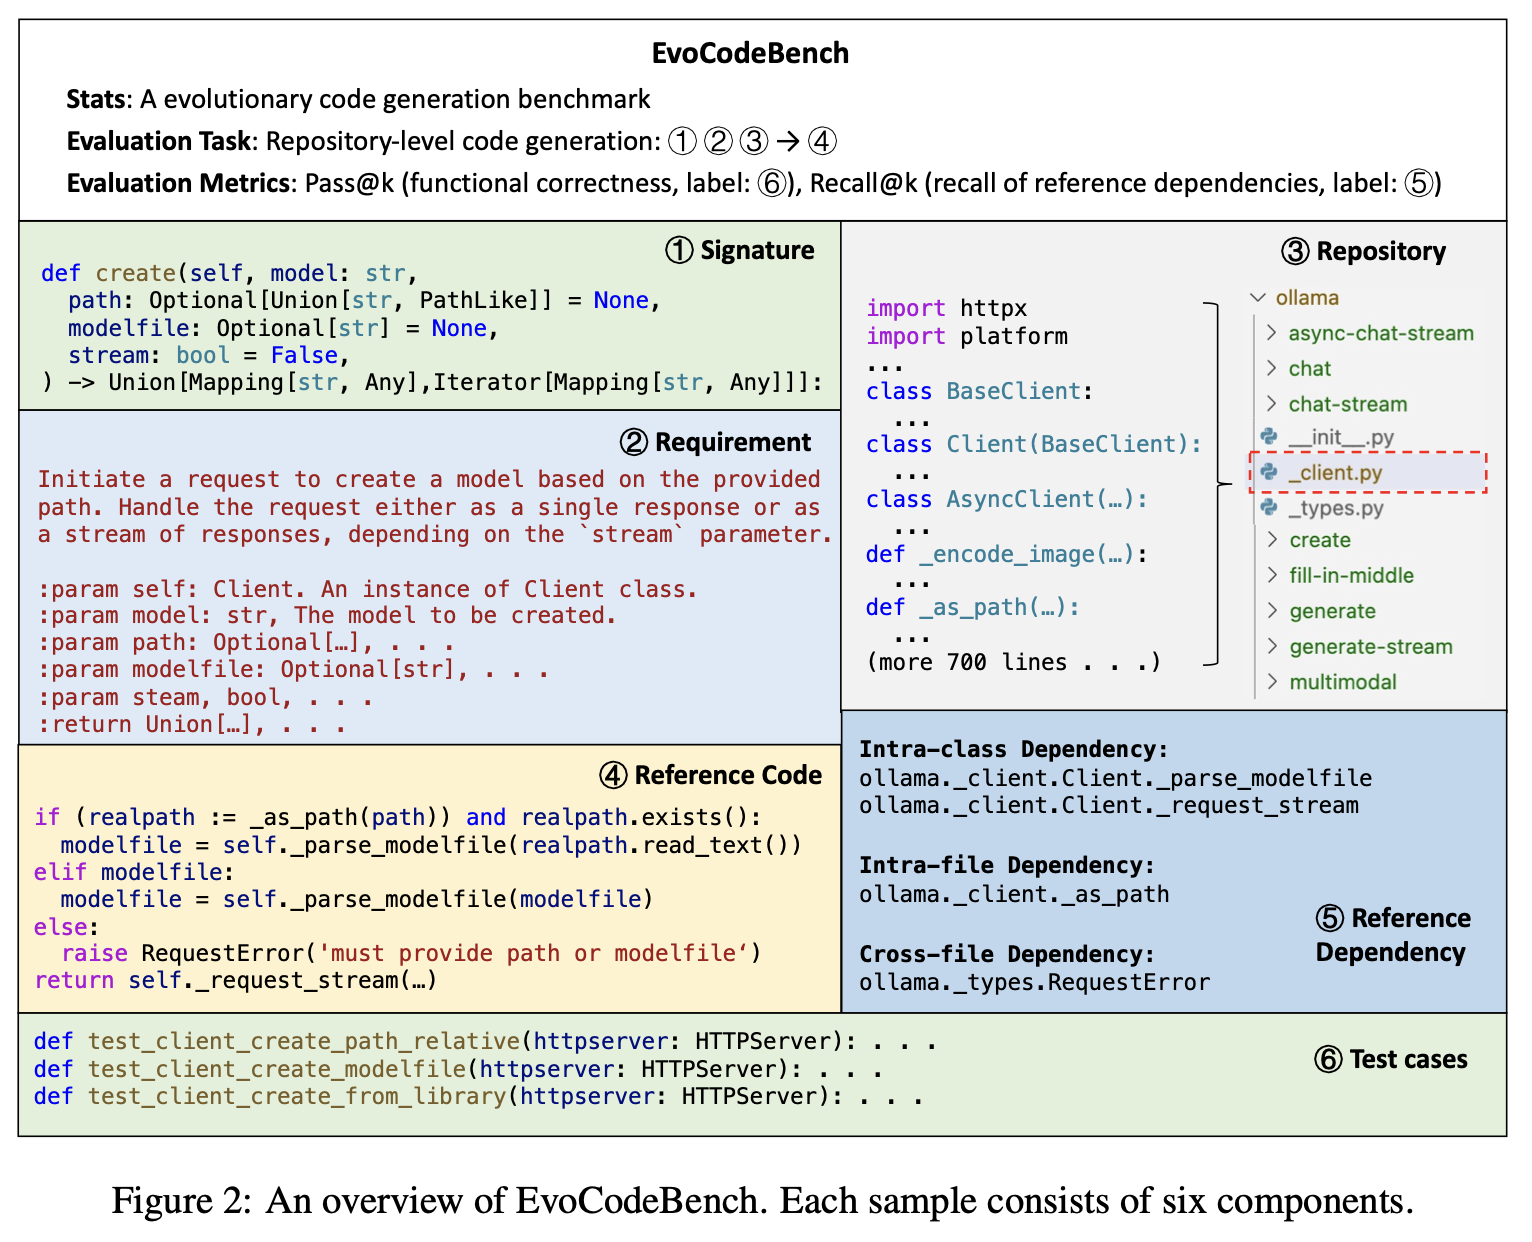 EvoCodeBench
Stats: A evolutionary code generation benchmark
Evaluation Task: Repository-level code generation: ① ② ③ → ④
Evaluation Metrics: Pass@k (functional correctness, label: ⑥), Recall@k (recall of reference dependencies, label: ⑤)
① Signature
def create(self, model: str,
  path: Optional[Union[str, PathLike]] = None,
  modelfile: Optional[str] = None,
  stream: bool = False,
) -> Union[Mapping[str, Any],Iterator[Mapping[str, Any]]]:
② Requirement
Initiate a request to create a model based on the provided
path. Handle the request either as a single response or as
a stream of responses, depending on the `stream` parameter.
:param self: Client. An instance of Client class.
:param model: str, The model to be created.
:param path: Optional[…], . . .
:param modelfile: Optional[str], . . .
:param steam, bool, . . .
:return Union[…], . . .
③ Repository
import httpx
import platform
...
class BaseClient:
  ...
class Client(BaseClient):
  ...
class AsyncClient(…):
  ...
def _encode_image(…):
  ...
def _as_path(…):
  ...
(more 700 lines . . .)
ollama
async-chat-stream
chat
chat-stream
__init__.py
_client.py
_types.py
create
fill-in-middle
generate
generate-stream
multimodal
④ Reference Code
if (realpath := _as_path(path)) and realpath.exists():
  modelfile = self._parse_modelfile(realpath.read_text())
elif modelfile:
  modelfile = self._parse_modelfile(modelfile)
else:
  raise RequestError('must provide path or modelfile‘)
return self._request_stream(…)
Intra-class Dependency:
ollama._client.Client._parse_modelfile
ollama._client.Client._request_stream
Intra-file Dependency:
ollama._client._as_path
Cross-file Dependency:
ollama._types.RequestError
⑤ Reference
Dependency
def test_client_create_path_relative(httpserver: HTTPServer): . . .
def test_client_create_modelfile(httpserver: HTTPServer): . . .
def test_client_create_from_library(httpserver: HTTPServer): . . .
⑥ Test cases
Figure 2: An overview of EvoCodeBench. Each sample consists of six components.